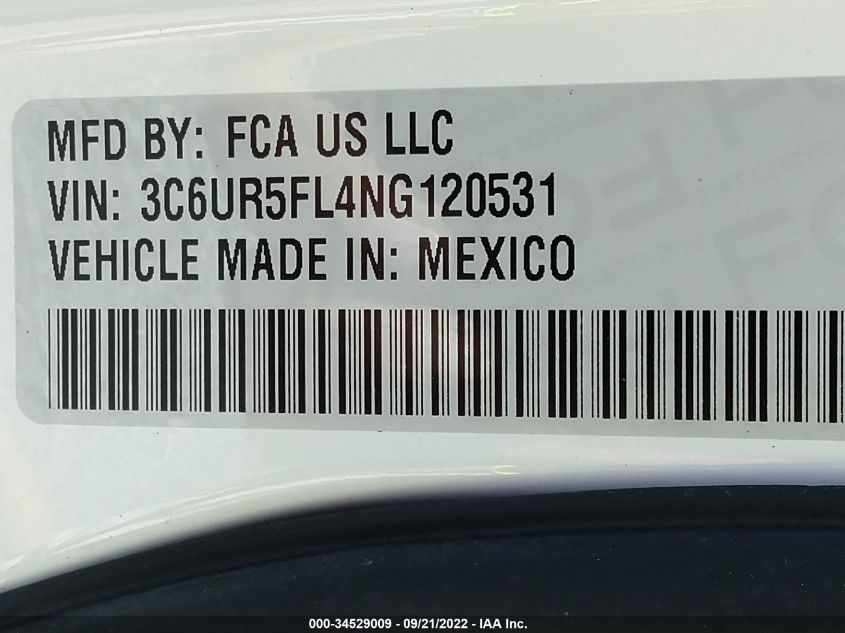 MFD BY: FCA US LLC
VIN: 3C6UR5FL4NG120531
VEHICLE MADE IN: MEXICO
000-34529009 - 09/21/2022 - IAA Inc.